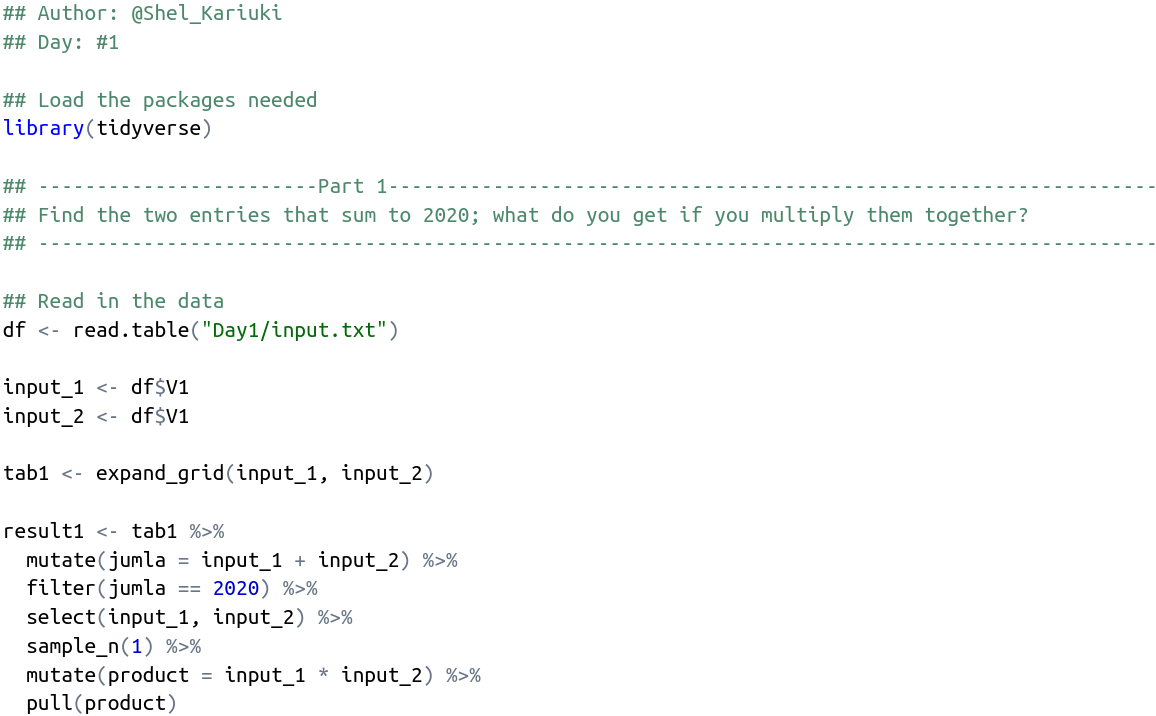 ## Author: @Shel_Kariuki
## Day: #1
## Load the packages needed
library(tidyverse)
## ------------------------Part 1------------------------------------------------------------------
## Find the two entries that sum to 2020; what do you get if you multiply them together?
## ------------------------------------------------------------------------------------------------
## Read in the data
df <- read.table("Day1/input.txt")
input_1 <- df$V1
input_2 <- df$V1
tab1 <- expand_grid(input_1, input_2)
result1 <- tab1 %>%
  mutate(jumla = input_1 + input_2) %>%
  filter(jumla == 2020) %>%
  select(input_1, input_2) %>%
  sample_n(1) %>%
  mutate(product = input_1 * input_2) %>%
  pull(product)